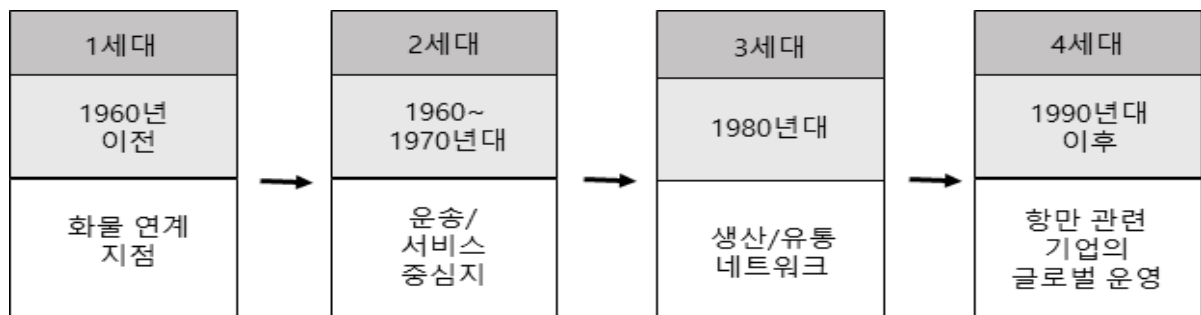 1세대
1960년
이전
화물 연계
지점
2세대
1960~
1970년대
운송/
서비스
중심지
3세대
1980년대
생산/유통
네트워크
4세대
1990년대
이후
항만 관련
기업의
글로벌 운영